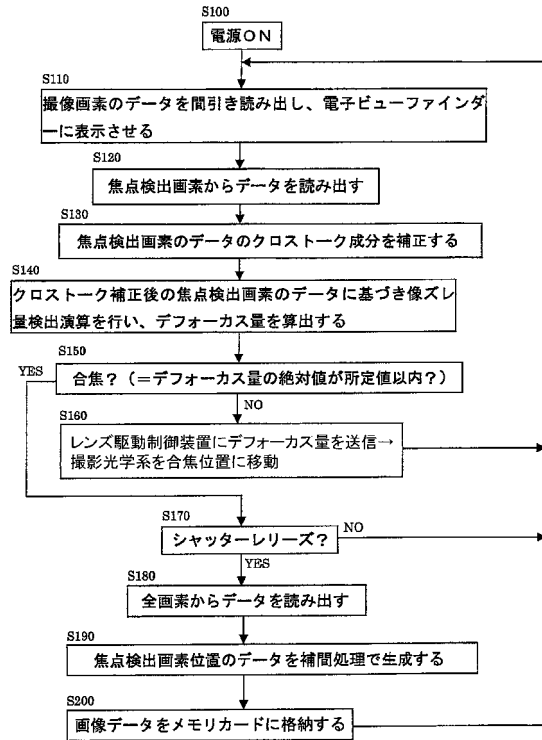 S100
電源ON
S110
撮像画素のデータを間引き読み出し、電子ビューファインダ
ーに表示させる
S120
焦点検出画素からデータを読み出す
S130
焦点検出画素のデータのクロストーク成分を補正する
S140
クロストーク補正後の焦点検出画素のデータに基づき像ズレ
量検出演算を行い、デフォーカス量を算出する
S150
YES
合焦?(=デフォーカス量の絶対値が所定値以内?)
NO
S160
レンズ駆動制御装置にデフォーカス量を送信→
撮影光学系を合焦位置に移動
S170
シャッターレリーズ?
NO
YES
S180
全画素からデータを読み出す
S190
焦点検出画素位置のデータを補間処理で生成する
S200
画像データをメモリカードに格納する